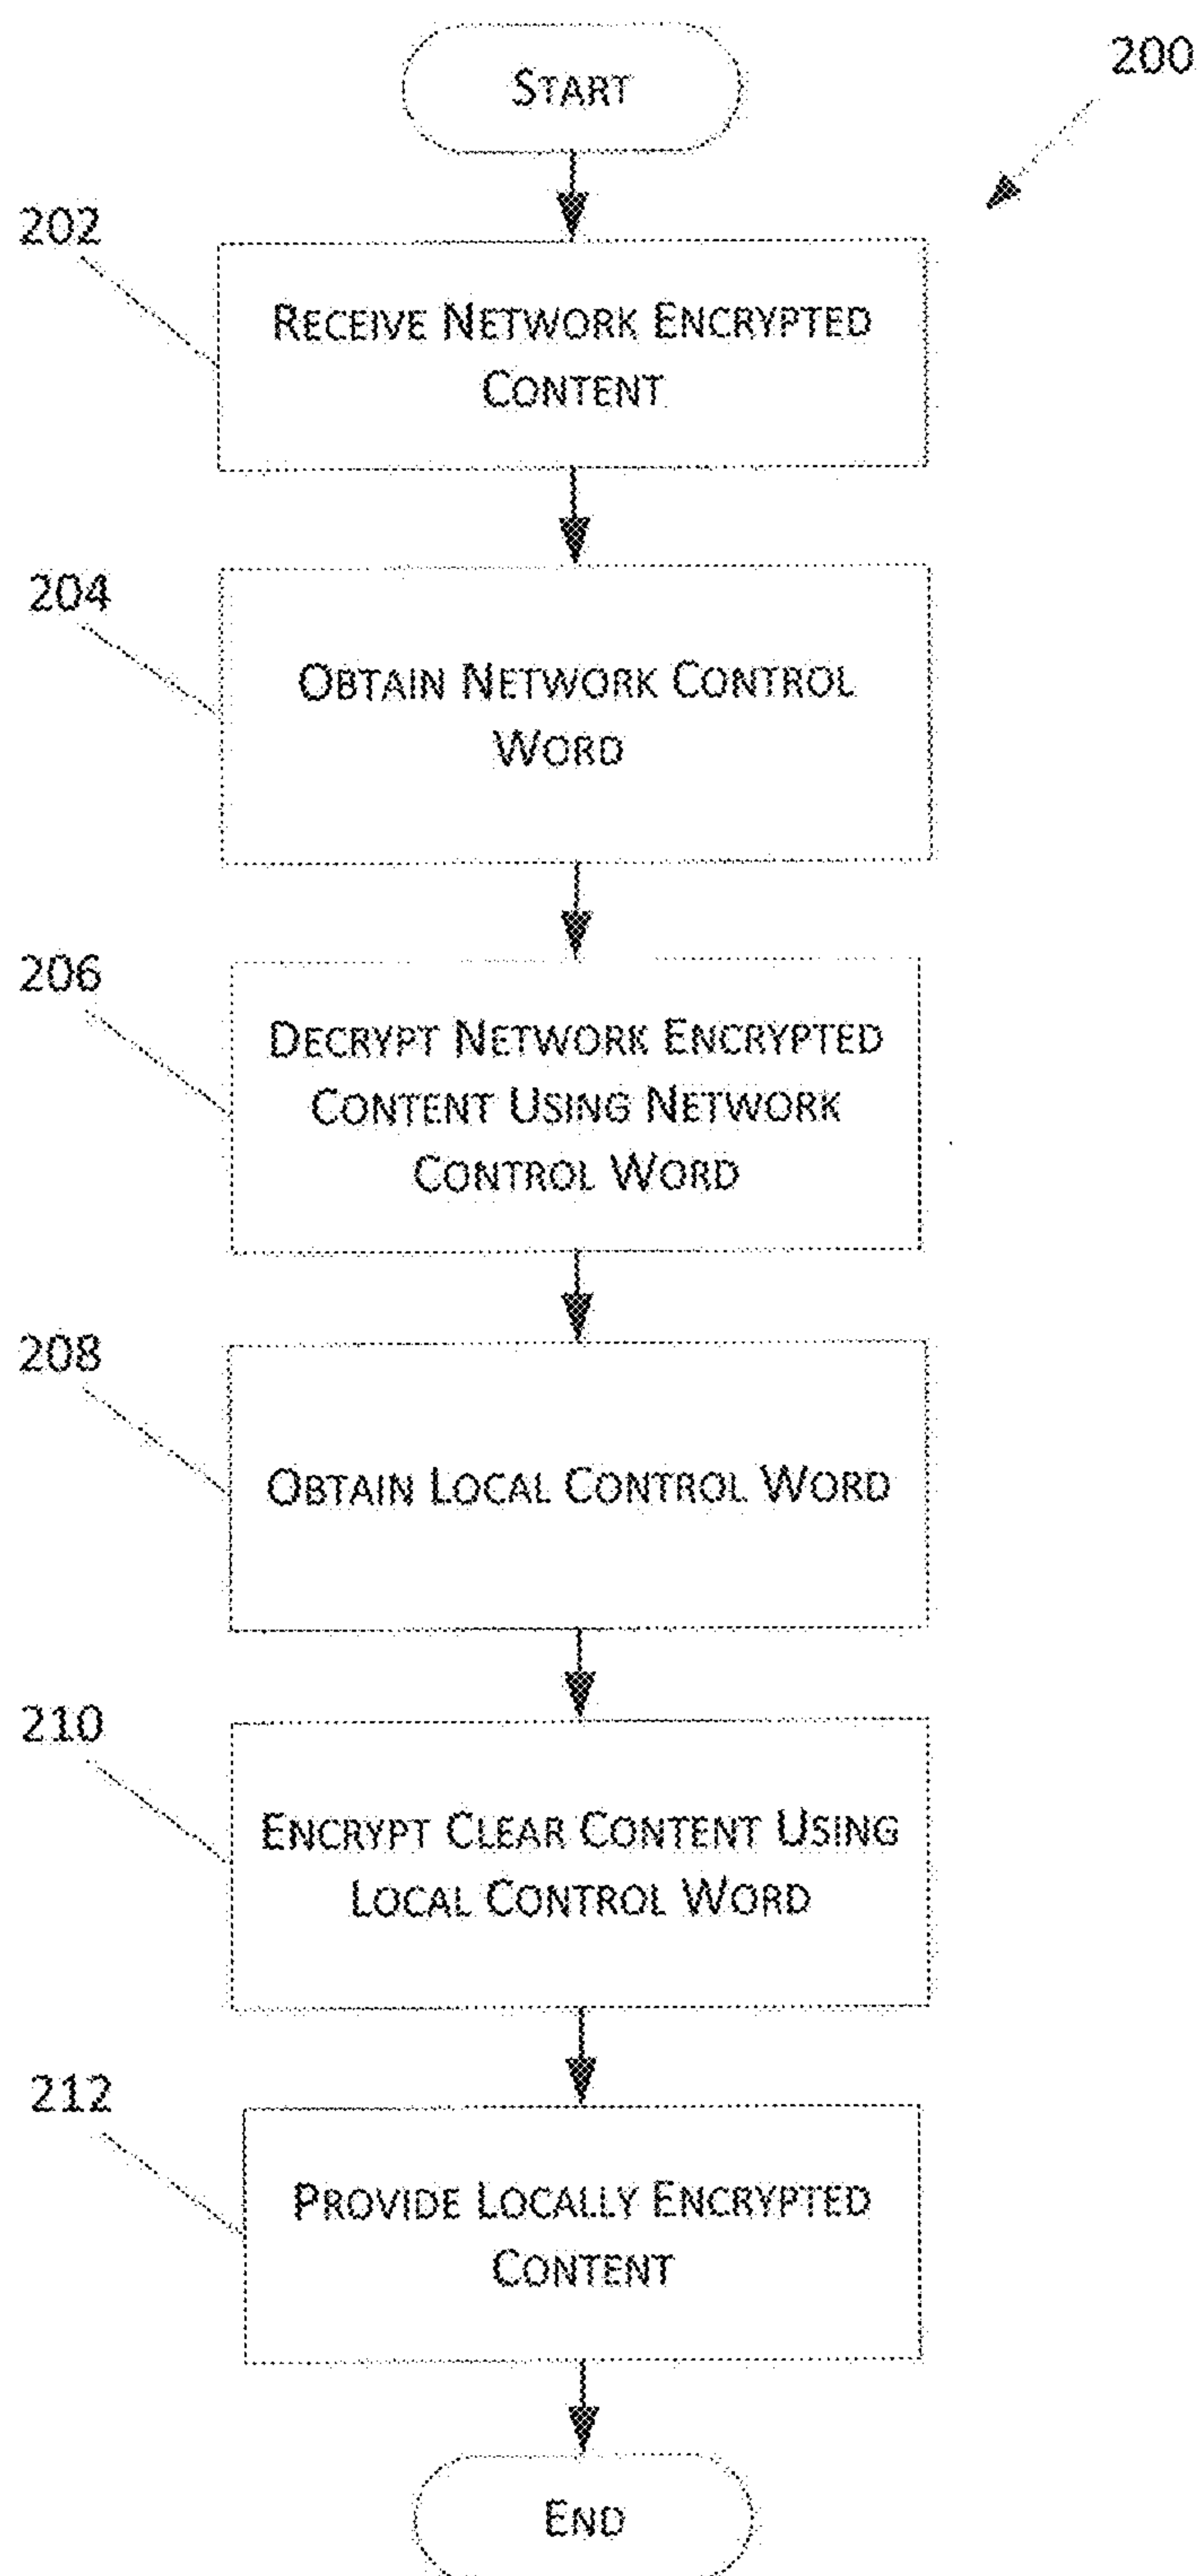 START
200
202
RECEIVE NETWORK ENCRYPTED
CONTENT
204
OBTAIN NETWORK CONTROL
WORD
206
DECRYPT NETWORK ENCRYPTED
CONTENT USING NETWORK
CONTROL WORD
208
OBTAIN LOCAL CONTROL WORD
210
ENCRYPT CLEAR CONTENT USING
LOCAL CONTROL WORD
212
PROVIDE LOCALLY ENCRYPTED
CONTENT
END